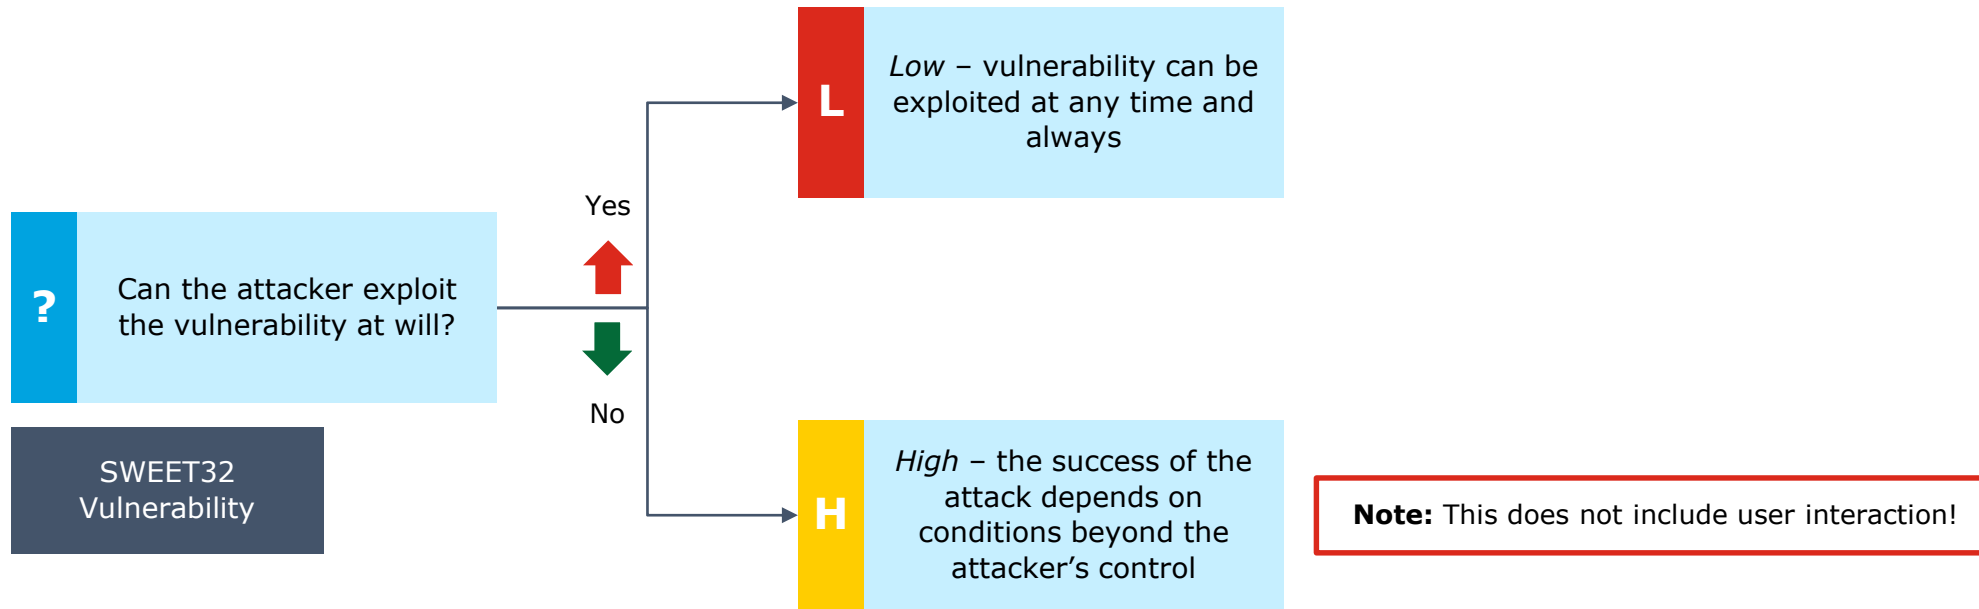 ?
Can the attacker exploit
the vulnerability at will?
SWEET32
Vulnerability
Yes
No
L
Low – vulnerability can be
exploited at any time and
always
H
High – the success of the
attack depends on
conditions beyond the
attacker’s control
Note: This does not include user interaction!